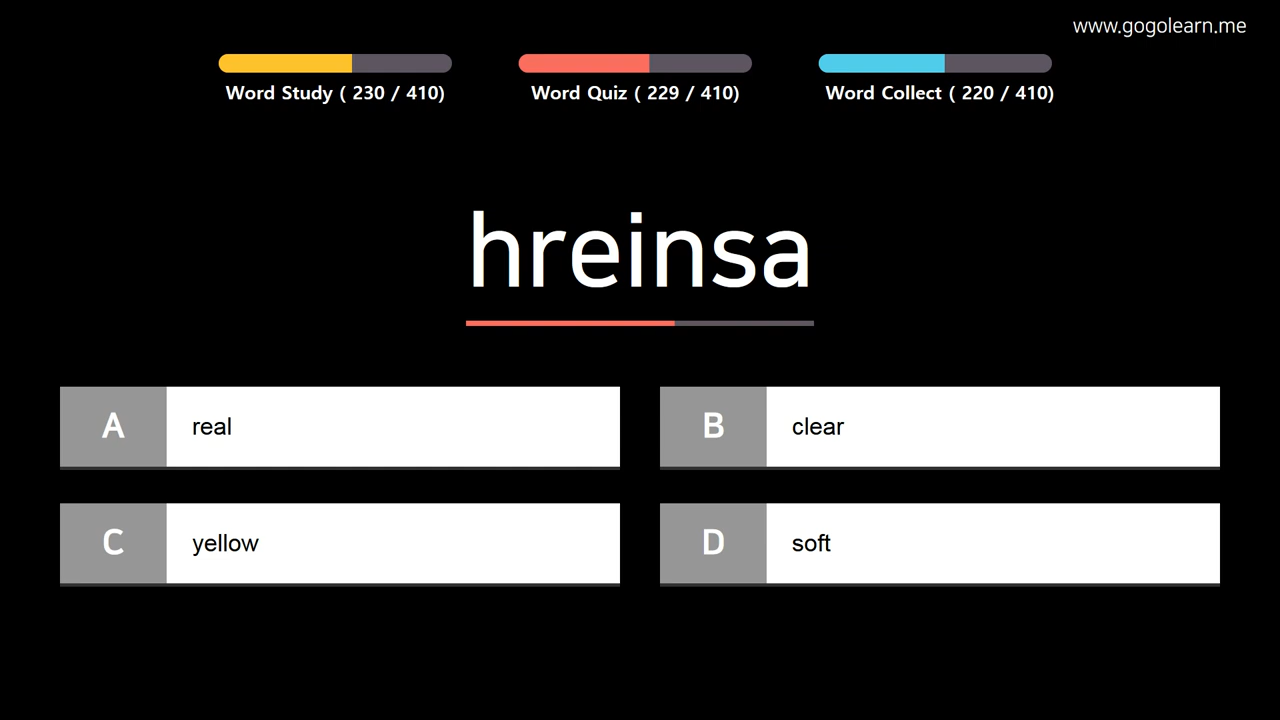 www.gogolearn.me
Word Study ( 230 / 410)
Word Quiz ( 229 / 410)
Word Collect ( 220 / 410)
hreinsa
A real
B clear
C yellow
D soft